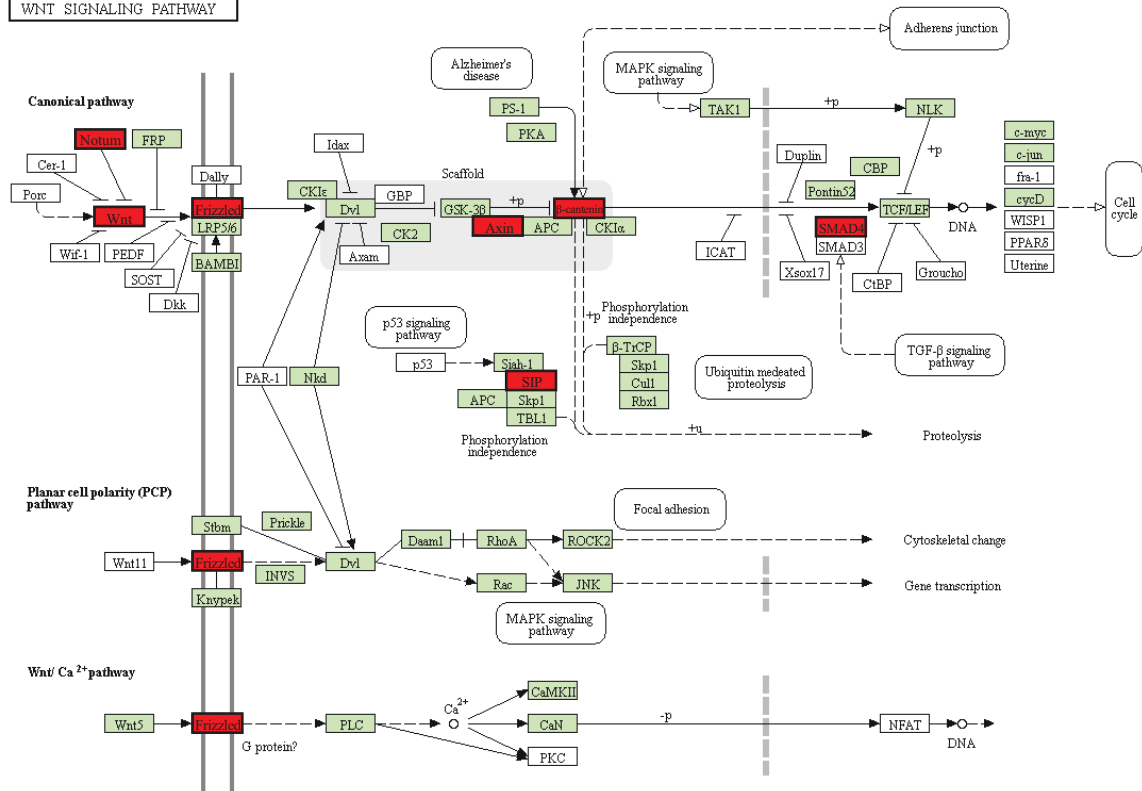 WNT SIGNALING PATHWAY
Adherens junction
Alzheimer's
disease
MAPK signaling
pathway
Canonical pathway
PS-1
TAK1
+p
NLK
Notum
FRP
PKA
c-myc
Idax
Duplin
+p
c-jun
Cer-1
Dally
Scaffold
CBP
fra-1
Porc
CKIε
GBP
Pontin52
cycD
Cell
cycle
Wnt
Frizzled
Dvl
GSK-3β
+p
β-cantenin
TCF/LEF
DNA
WISP1
LRP5/6
CK2
Axin
APC
CKIα
SMAD4
PPARδ
Wif-1
PEDF
Axam
ICAT
SMAD3
Uterine
BAMBI
SOST
Xsox17
Groucho
Dkk
CtBP
p53 signaling
pathway
Phosphorylation
independence
+p
TGF-β signaling
pathway
p53
Siah-1
β-TrCP
PAR-1
Nkd
SIP
Skp1
Ubiquitin medeated
proteolysis
APC
Skp1
Cul1
TBL1
Rbx1
Phosphorylation
independence
+u
Proteolysis
Planar cell polarity (PCP)
pathway
Focal adhesion
Stbm
Prickle
Daam1
RhoA
ROCK2
Cytoskeletal change
Wnt11
Frizzled
Dvl
INVS
Rac
JNK
Gene transcription
Knypek
MAPK signaling
pathway
Wnt/ Ca 2+ pathway
CaMKII
Ca2+
Wnt5
Frizzled
PLC
CaN
-p
NFAT
G protein?
PKC
DNA